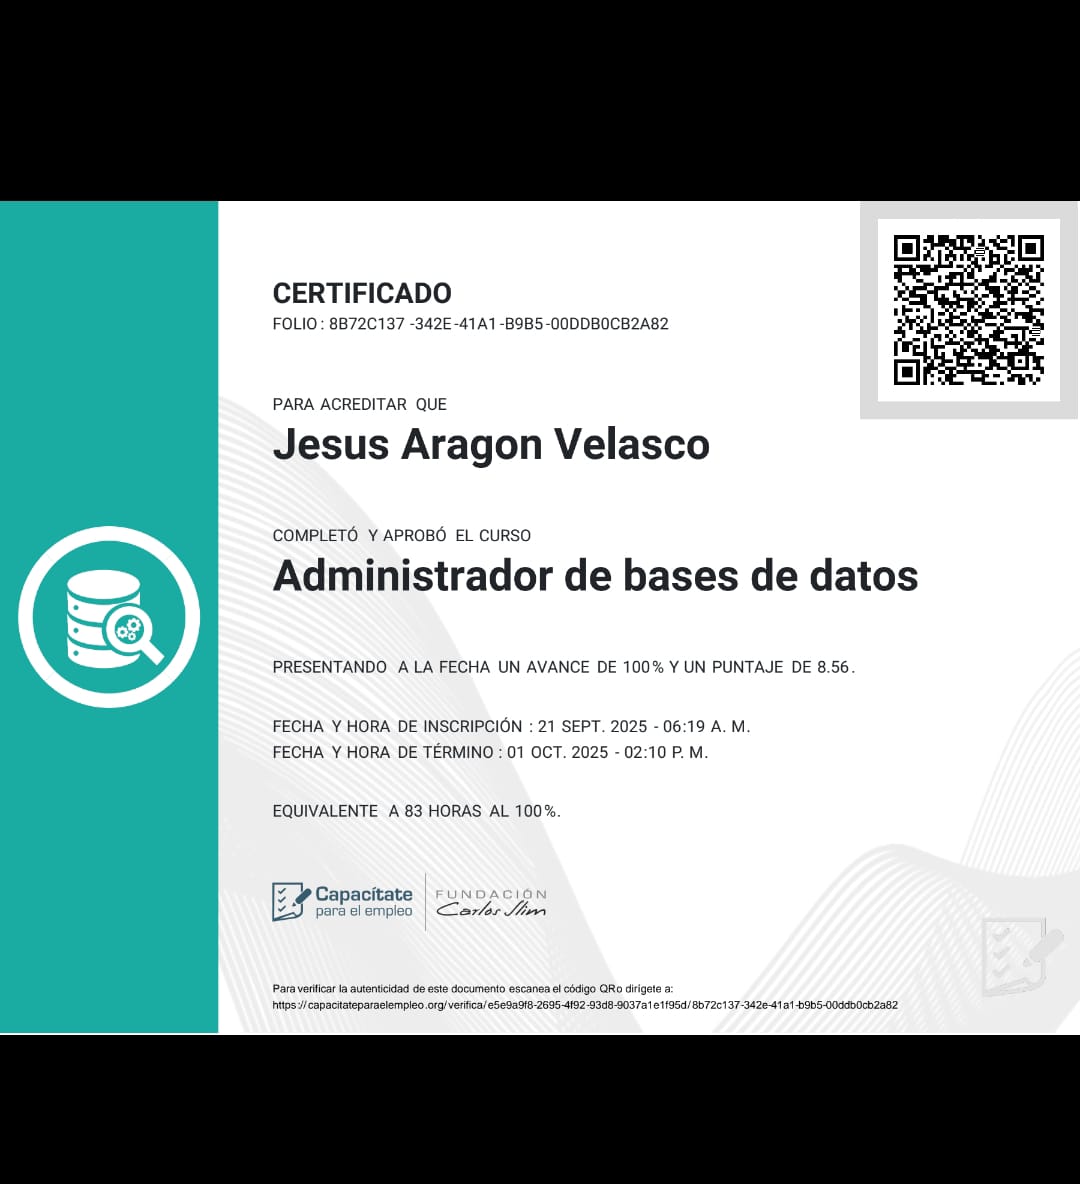 CERTIFICADO
FOLIO : 8B72C137 -342E-41A1-B9B5-00DDB0CB2A82
PARA ACREDITAR QUE
Jesus Aragon Velasco
COMPLETÓ Y APROBÓ EL CURSO
Administrador de bases de datos
PRESENTANDO A LA FECHA UN AVANCE DE 100% Y UN PUNTAJE DE 8.56.
FECHA Y HORA DE INSCRIPCIÓN : 21 SEPT. 2025 - 06:19 A. M.
FECHA Y HORA DE TÉRMINO : 01 OCT. 2025 - 02:10 P. M.
EQUIVALENTE A 83 HORAS AL 100%.
Capacítate
para el empleo
FUNDACIÓN
Carlos Slim
Para verificar la autenticidad de este documento escanea el código QRo dirígete a:
https://capacitateparaelempleo.org/verifica/e5e9a9f8-2695-4f92-93d8-9037a1e1f95d/8b72c137-342e-41a1-b9b5-00ddb0cb2a82